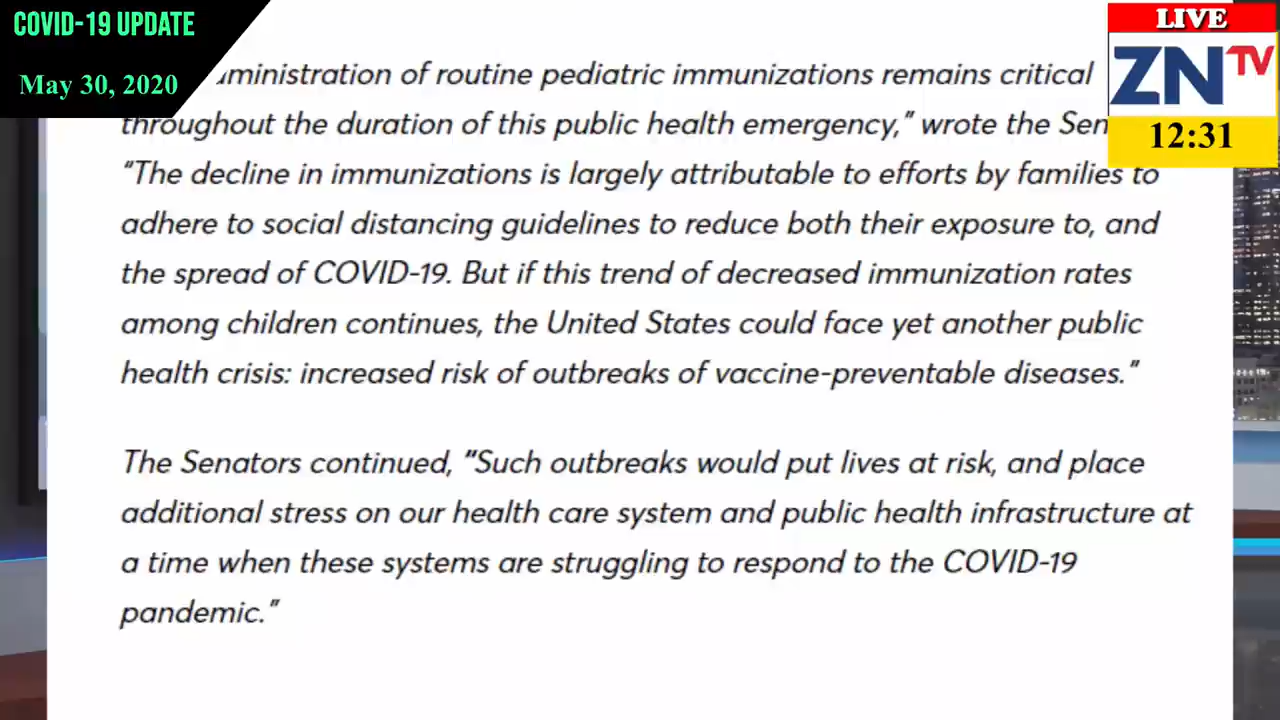 COVID-19 UPDATE
May 30, 2020
LIVE
ZNTV
12:31
of routine pediatric immunizations remains critical
throughout the duration of this public health emergency,” wrote the
“The decline in immunizations is largely attributable to efforts by families to
adhere to social distancing guidelines to reduce both their exposure to, and
the spread of COVID-19. But if this trend of decreased immunization rates
among children continues, the United States could face yet another public
health crisis: increased risk of outbreaks of vaccine-preventable diseases.”
The Senators continued, “Such outbreaks would put lives at risk, and place
additional stress on our health care system and public health infrastructure at
a time when these systems are struggling to respond to the COVID-19
pandemic.”